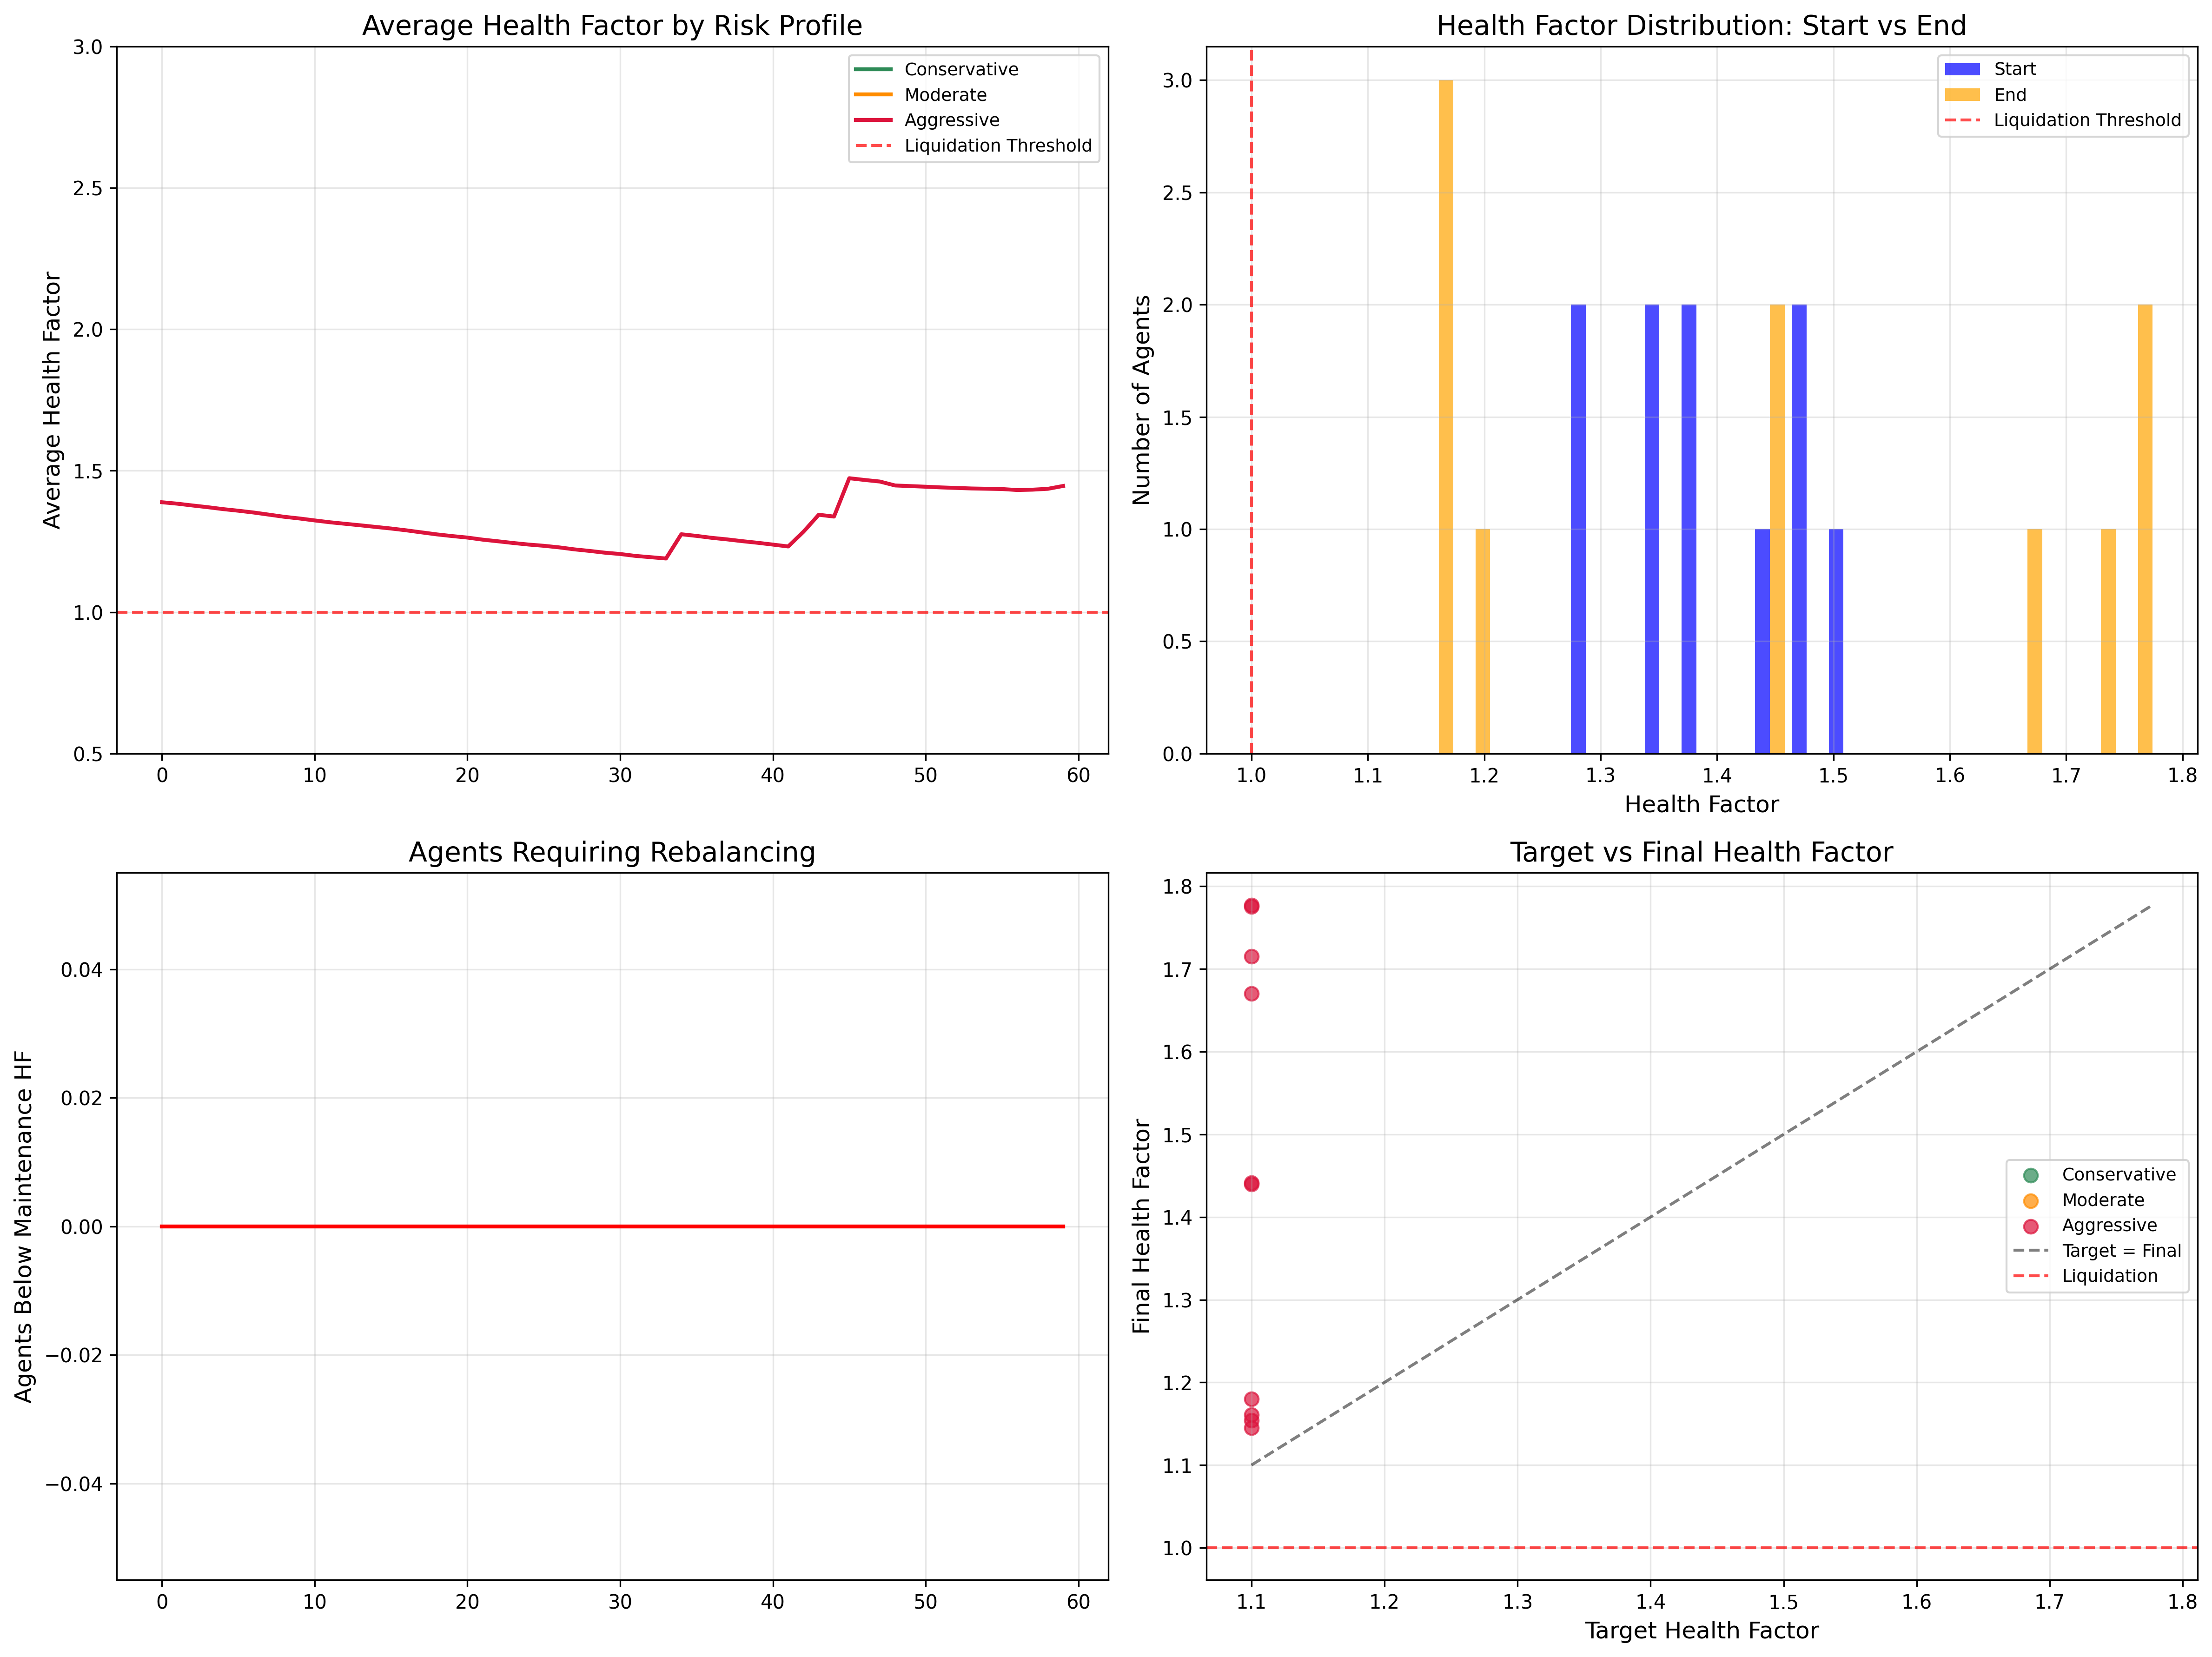 Average Health Factor by Risk Profile
3.0
2.5
2.0
1.5
1.0
0.5
Average Health Factor
Conservative
Moderate
Aggressive
Liquidation Threshold
0 10 20 30 40 50 60
Health Factor Distribution: Start vs End
3.0
2.5
2.0
1.5
1.0
0.5
0.0
Number of Agents
Start
End
Liquidation Threshold
1.0 1.1 1.2 1.3 1.4 1.5 1.6 1.7 1.8
Health Factor
Agents Requiring Rebalancing
0.04
0.02
0.00
−0.02
−0.04
Agents Below Maintenance HF
0 10 20 30 40 50 60
Target vs Final Health Factor
1.8
1.7
1.6
1.5
1.4
1.3
1.2
1.1
1.0
Final Health Factor
Conservative
Moderate
Aggressive
Target = Final
Liquidation
1.1 1.2 1.3 1.4 1.5 1.6 1.7 1.8
Target Health Factor